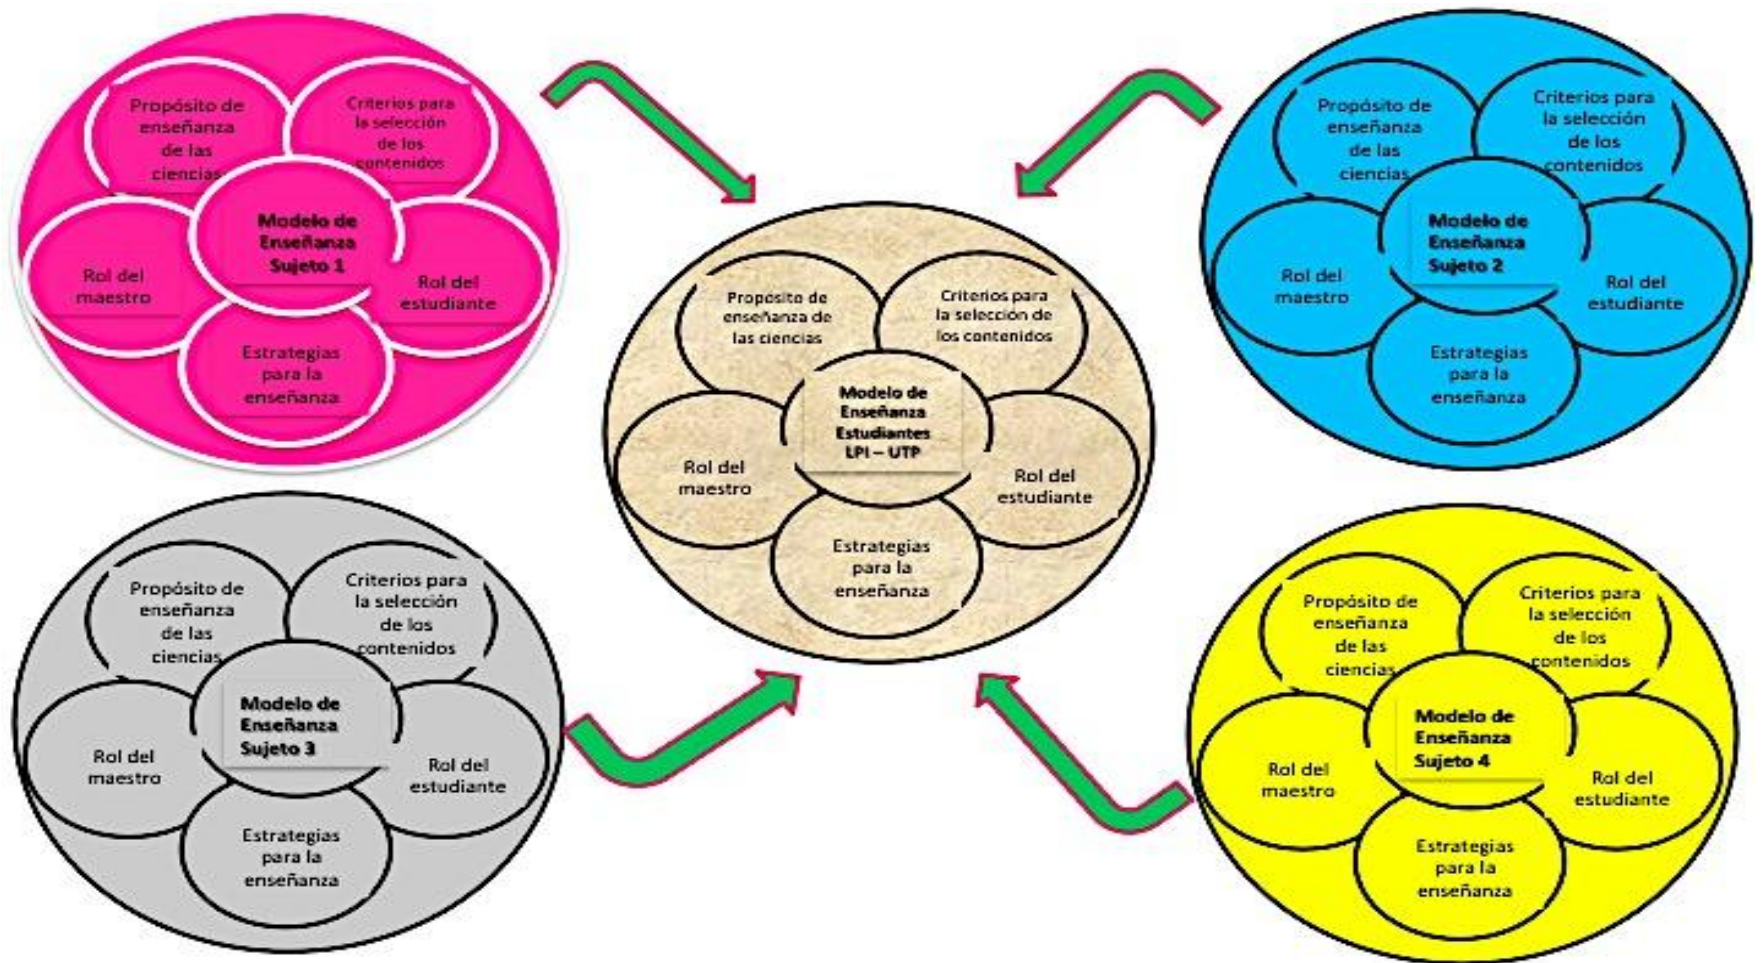 Propósito de
enseñanza
de las
ciencias
Criterios para
la selección
de los
contenidos
Modelo de
Enseñanza
Sujeto 1
Rol del
maestro
Rol del
estudiante
Estrategias
para la
enseñanza
Propósito de
enseñanza
de las
ciencias
Criterios para
la selección
de los
contenidos
Modelo de
Enseñanza
Sujeto 2
Rol del
maestro
Rol del
estudiante
Estrategias
para la
enseñanza
Propósito de
enseñanza de
las ciencias
Criterios para
la selección de
los contenidos
Modelo de
Enseñanza
Estudiantes
LPI – UTP
Rol del
maestro
Rol del
estudiante
Estrategias
para la
enseñanza
Propósito de
enseñanza
de las
ciencias
Criterios para
la selección
de los
contenidos
Modelo de
Enseñanza
Sujeto 3
Rol del
maestro
Rol del
estudiante
Estrategias
para la
enseñanza
Propósito de
enseñanza
de las
ciencias
Criterios para
la selección
de los
contenidos
Modelo de
Enseñanza
Sujeto 4
Rol del
maestro
Rol del
estudiante
Estrategias
para la
enseñanza